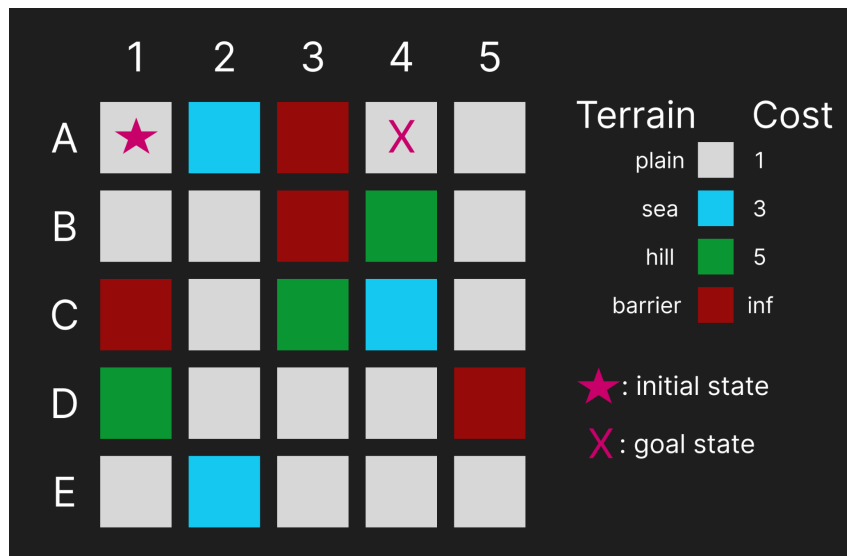 1 2 3 4 5
Terrain Cost
A X
plain 1
sea 3
B
hill 5
C
barrier inf
: initial state
D
X : goal state
E